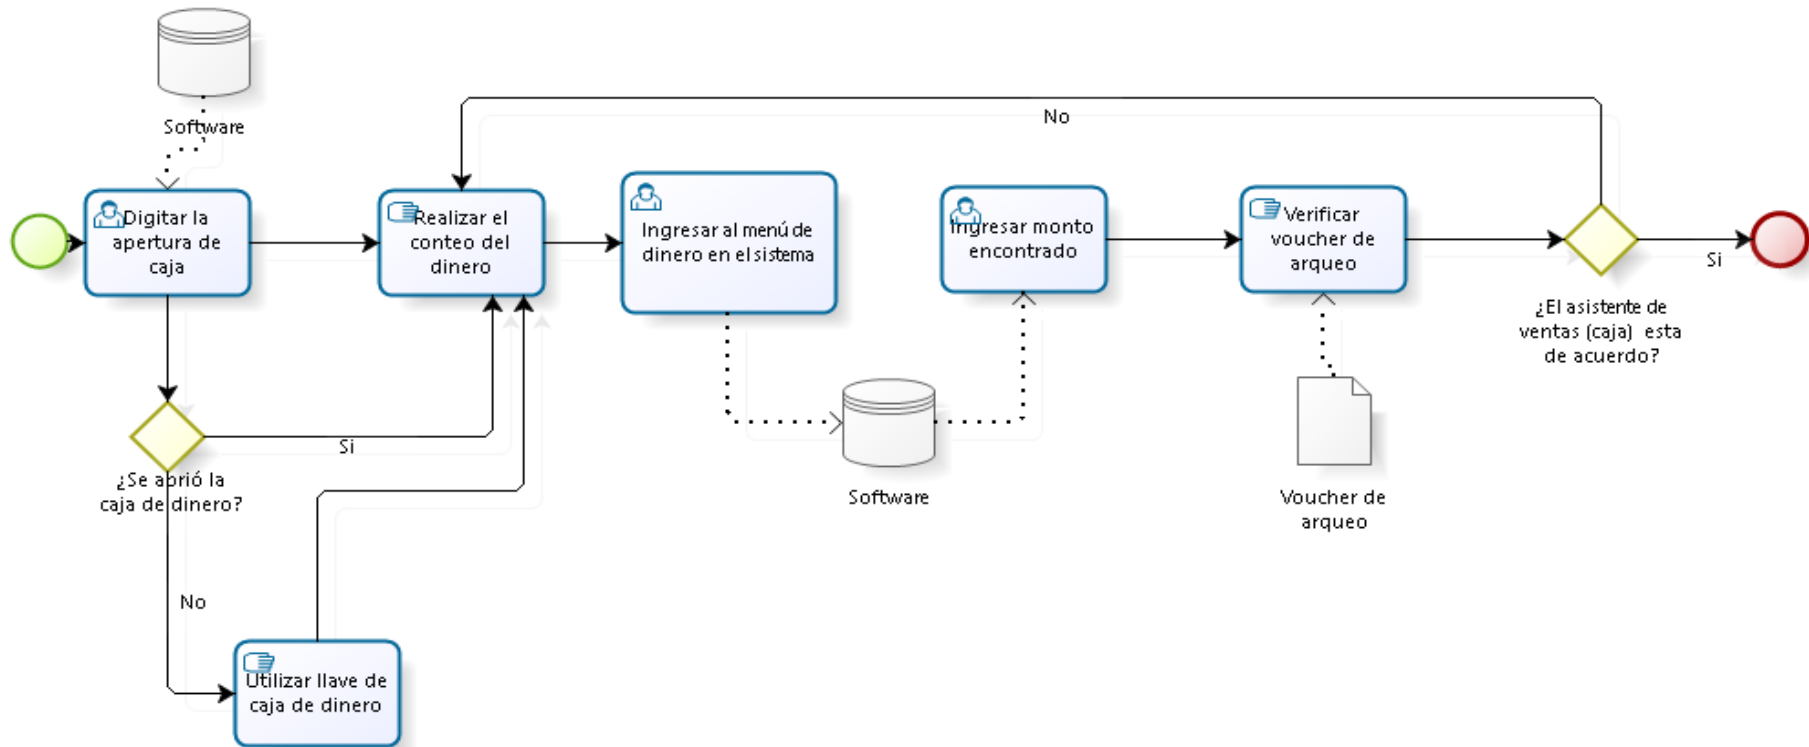 Software
No
Digitar la
apertura de
caja
Realizar el
conteo del
dinero
Ingresar al menú de
dinero en el sistema
Ingresar monto
encontrado
Verificar
voucher de
arqueo
Si
¿El asistente de
ventas (caja) esta
de acuerdo?
Si
¿Se abrió la
caja de dinero?
Software
Voucher de
arqueo
No
Utilizar llave de
caja de dinero